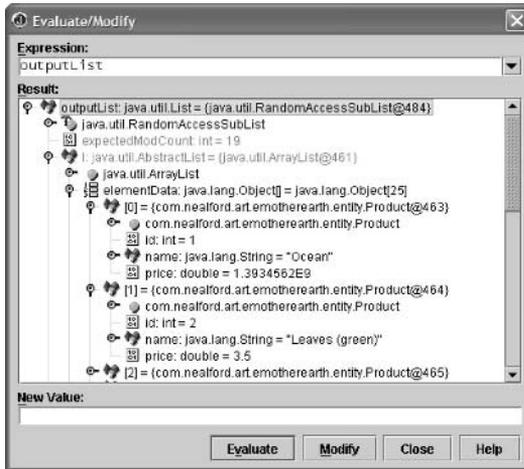 Evaluate/Modify
Expression:
outputList
Result:
outputList: java.util.List = {java.util.RandomAccessSubList@484}
java.util.RandomAccessSubList
expectedModCount: int = 19
l: java.util.AbstractList = {java.util.ArrayList@461}
java.util.ArrayList
elementData: java.lang.Object[] = java.lang.Object[25]
[0] = {com.nealford.art.emotherearth.entity.Product@463}
com.nealford.art.emotherearth.entity.Product
id: int = 1
name: java.lang.String = "Ocean"
price: double = 1.3934562E9
[1] = {com.nealford.art.emotherearth.entity.Product@464}
com.nealford.art.emotherearth.entity.Product
id: int = 2
name: java.lang.String = "Leaves (green)"
price: double = 3.5
[2] = {com.nealford.art.emotherearth.entity.Product@465}
New Value:
Evaluate Modify Close Help